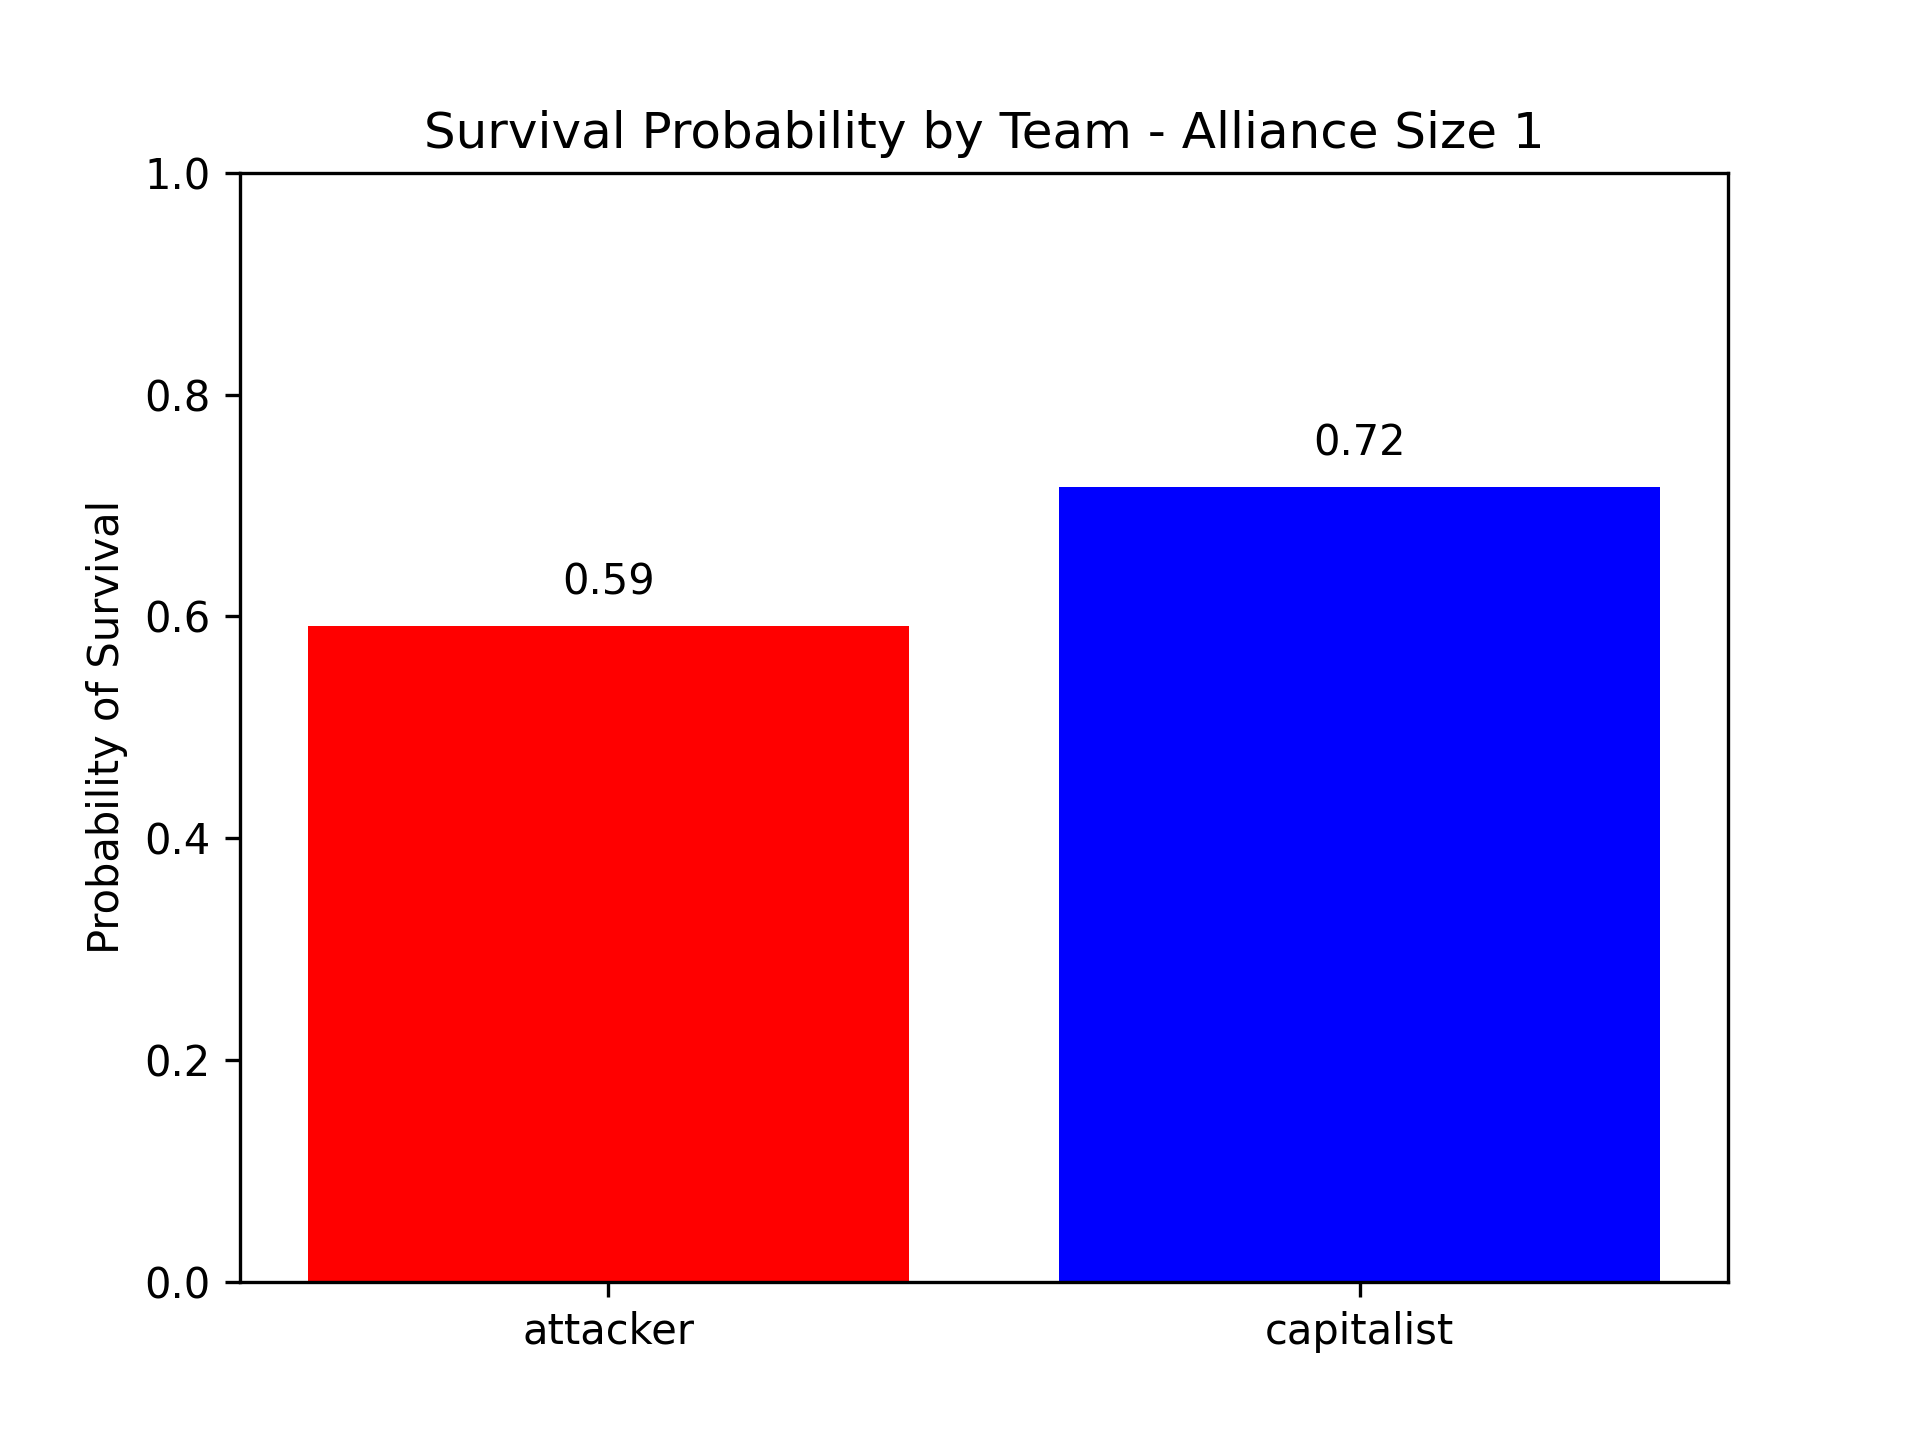 Survival Probability by Team - Alliance Size 1
1.0
0.8
0.6
0.4
0.2
0.0
Probability of Survival
0.59
0.72
attacker
capitalist